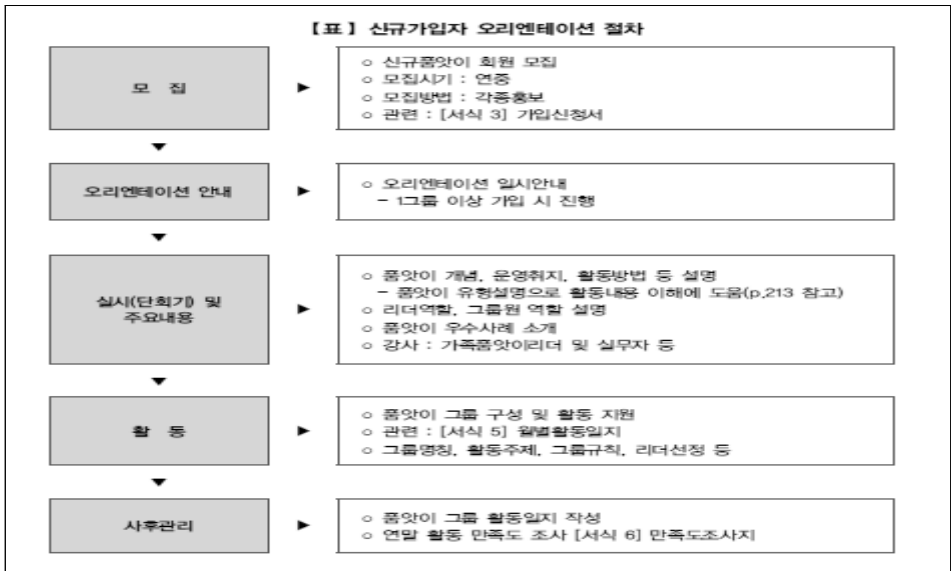 【표】 신규가입자 오리엔테이션 절차
모 집
▶
○ 신규품앗이 회원 모집
○ 모집시기 : 연중
○ 모집방법 : 각종홍보
○ 관련 : [서식 3] 가입신청서
▼
오리엔테이션 안내
▶
○ 오리엔테이션 일시안내
- 1그룹 이상 가입 시 진행
▼
실시(단회기) 및
주요내용
▶
○ 품앗이 개념, 운영취지, 활동방법 등 설명
- 품앗이 유형설명으로 활동내용 이해에 도움(p.213 참고)
○ 리더역할, 그룹원 역할 설명
○ 품앗이 우수사례 소개
○ 강사 : 가족품앗이리더 및 실무자 등
▼
활 동
▶
○ 품앗이 그룹 구성 및 활동 지원
○ 관련 : [서식 5] 월별활동일지
○ 그룹명칭, 활동주제, 그룹규칙, 리더선정 등
▼
사후관리
▶
○ 품앗이 그룹 활동일지 작성
○ 연말 활동 만족도 조사 [서식 6] 만족도조사지